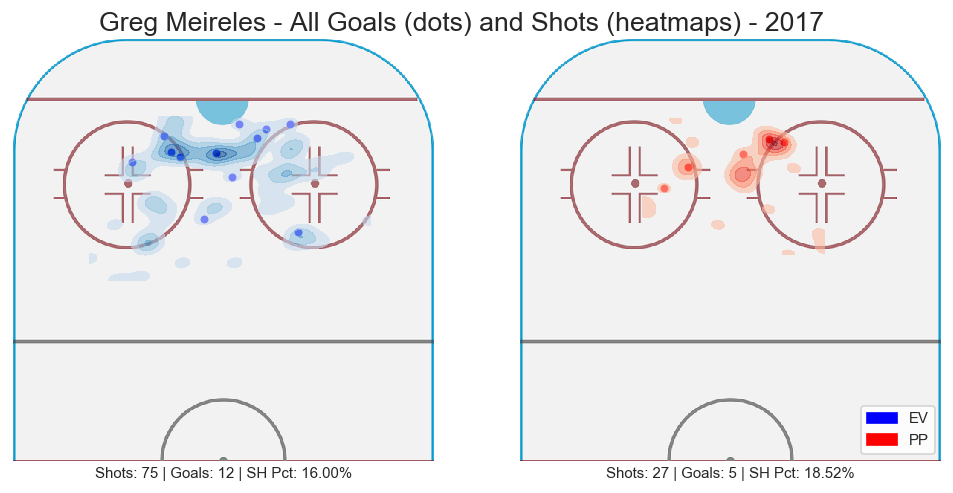 Greg Meireles - All Goals (dots) and Shots (heatmaps) - 2017
EV
PP
Shots: 75 | Goals: 12 | SH Pct: 16.00%
Shots: 27 | Goals: 5 | SH Pct: 18.52%